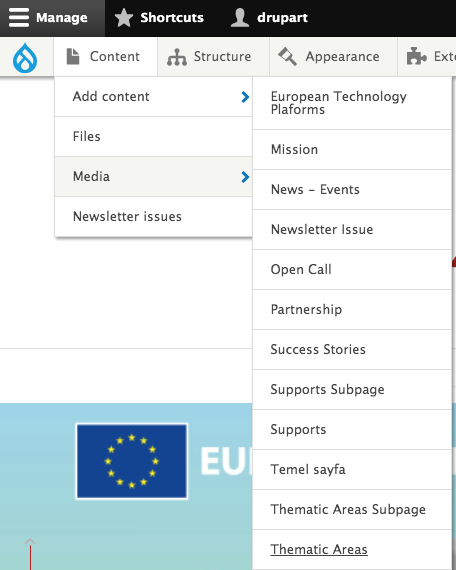 Manage Shortcuts drupart
Content Structure Appearance Exte
Add content
Files
Media
Newsletter issues
European Technology
Plaforms
Mission
News – Events
Newsletter Issue
Open Call
Partnership
Success Stories
Supports Subpage
Supports
Temel sayfa
Thematic Areas Subpage
Thematic Areas
EU